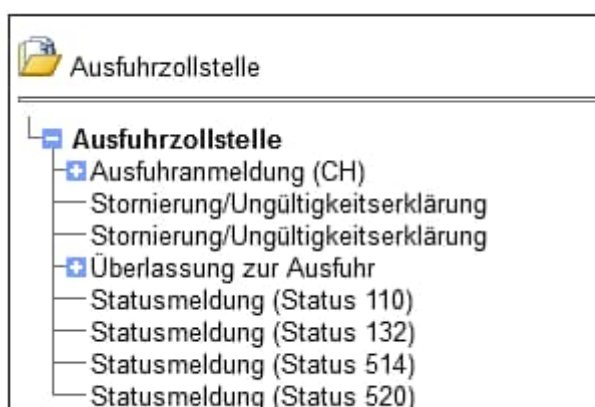 Ausfuhrzollstelle
Ausfuhrzollstelle
Ausfuhranmeldung (CH)
Stornierung/Ungültigkeitserklärung
Stornierung/Ungültigkeitserklärung
Überlassung zur Ausfuhr
Statusmeldung (Status 110)
Statusmeldung (Status 132)
Statusmeldung (Status 514)
Statusmeldung (Status 520)